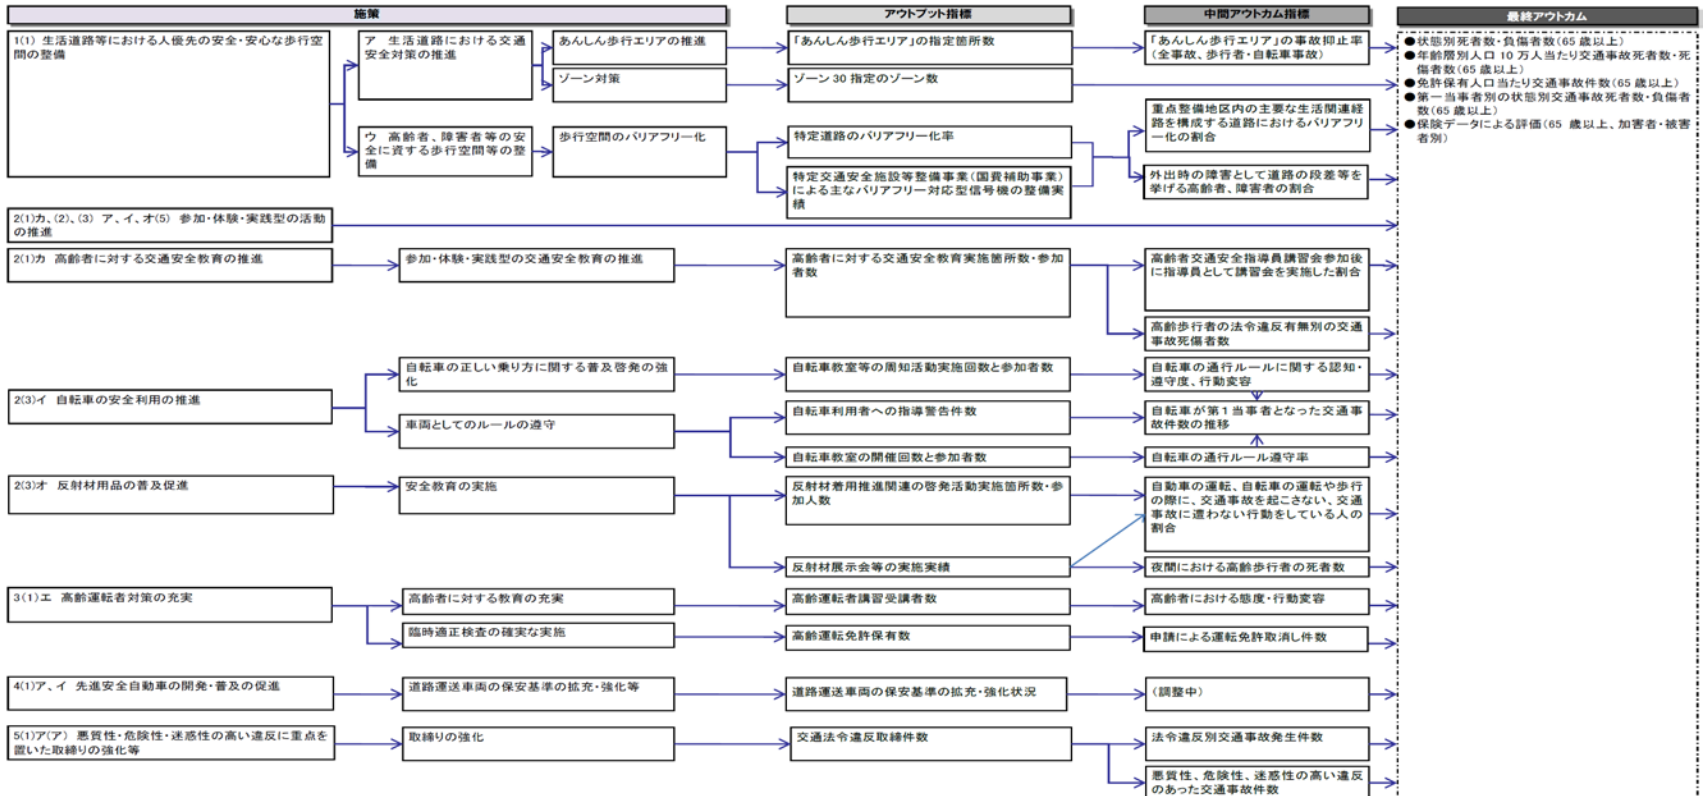 施策
アウトプット指標
中間アウトカム指標
最終アウトカム
1(1) 生活道路等における人優先の安全・安心な歩行空
間の整備
ア 生活道路における交通
安全対策の推進
あんしん歩行エリアの推進
「あんしん歩行エリア」の指定箇所数
「あんしん歩行エリア」の事故抑止率
(全事故、歩行者・自転車事故)
ゾーン対策
ゾーン30 指定のゾーン数
ウ 高齢者、障害者等の安
全に資する歩行空間等の整
備
歩行空間のバリアフリー化
特定道路のバリアフリー化率
特定交通安全施設等整備事業(国費補助事業)
による主なバリアフリー対応型信号機の整備実
績
重点整備地区内の主要な生活関連経
路を構成する道路におけるバリアフリ
ー化の割合
外出時の障害として道路の段差等を
挙げる高齢者、障害者の割合
●状態別死者数・負傷者数(65 歳以上)
●年齢層別人口 10 万人当たり交通事故死者数・死
傷者数(65 歳以上)
●免許保有人口当たり交通事故件数(65 歳以上)
●第一当事者別の状態別交通事故死者数・負傷者
数(65 歳以上)
●保険データによる評価(65 歳以上、加害者・被害
者別)
2(1)カ、(2)、(3) ア、イ、オ(5) 参加・体験・実践型の活動
の推進
2(1)カ 高齢者に対する交通安全教育の推進
参加・体験・実践型の交通安全教育の推進
高齢者に対する交通安全教育実施箇所数・参加
者数
高齢者交通安全指導員講習会参加後
に指導員として講習会を実施した割合
高齢歩行者の法令違反有無別の交通
事故死傷者数
2(3)イ 自転車の安全利用の推進
自転車の正しい乗り方に関する普及啓発の強
化
自転車教室等の周知活動実施回数と参加者数
自転車の通行ルールに関する認知・
遵守度、行動変容
車両としてのルールの遵守
自転車利用者への指導警告件数
自転車が第1当事者となった交通事
故件数の推移
自転車教室の開催回数と参加者数
自転車の通行ルール遵守率
2(3)オ 反射材用品の普及促進
安全教育の実施
反射材着用推進関連の啓発活動実施箇所数・参
加人数
自動車の運転、自転車の運転や歩行
の際に、交通事故を起こさない、交通
事故に遭わない行動をしている人の
割合
反射材展示会等の実施実績
夜間における高齢歩行者の死者数
3(1)エ 高齢運転者対策の充実
高齢者に対する教育の充実
高齢運転者講習受講者数
高齢者における態度・行動変容
臨時適正検査の確実な実施
高齢運転免許保有数
申請による運転免許取消し件数
4(1)ア、イ 先進安全自動車の開発・普及の促進
道路運送車両の保安基準の拡充・強化等
道路運送車両の保安基準の拡充・強化状況
(調整中)
5(1)ア(ア) 悪質性・危険性・迷惑性の高い違反に重点を
置いた取締りの強化等
取締りの強化
交通法令違反取締件数
法令違反別交通事故発生件数
悪質性、危険性、迷惑性の高い違反
のあった交通事故件数